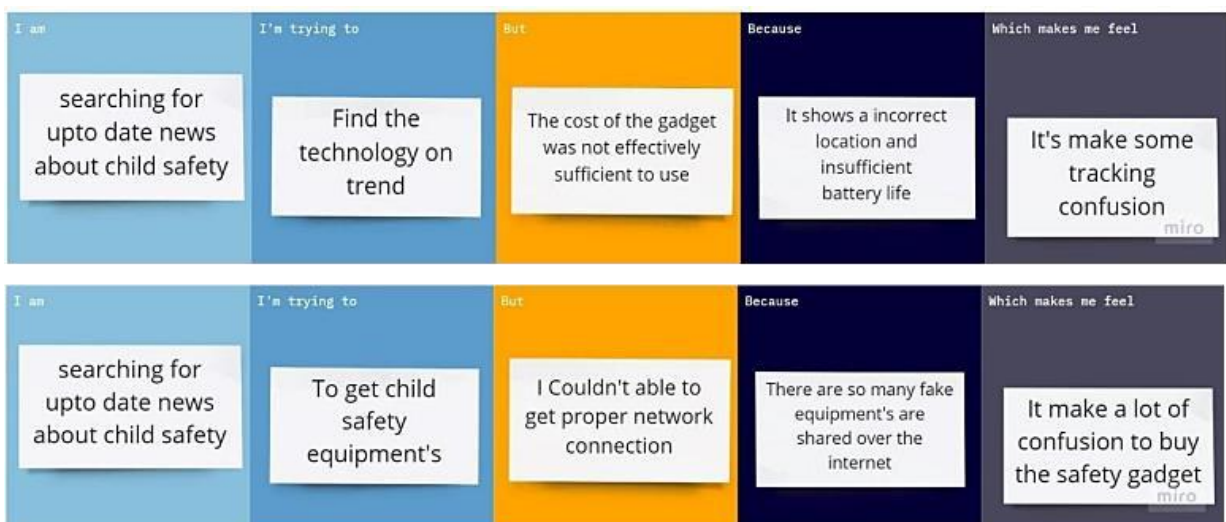 I am
searching for
upto date news
about child safety
I'm trying to
Find the
technology on
trend
But
The cost of the gadget
was not effectively
sufficient to use
Because
It shows a incorrect
location and
insufficient
battery life
Which makes me feel
It's make some
tracking
confusion
miro
I am
searching for
upto date news
about child safety
I'm trying to
To get child
safety
equipment's
But
I Couldn't able to
get proper network
connection
Because
There are so many fake
equipment's are
shared over the
internet
Which makes me feel
It make a lot of
confusion to buy
the safety gadget
miro